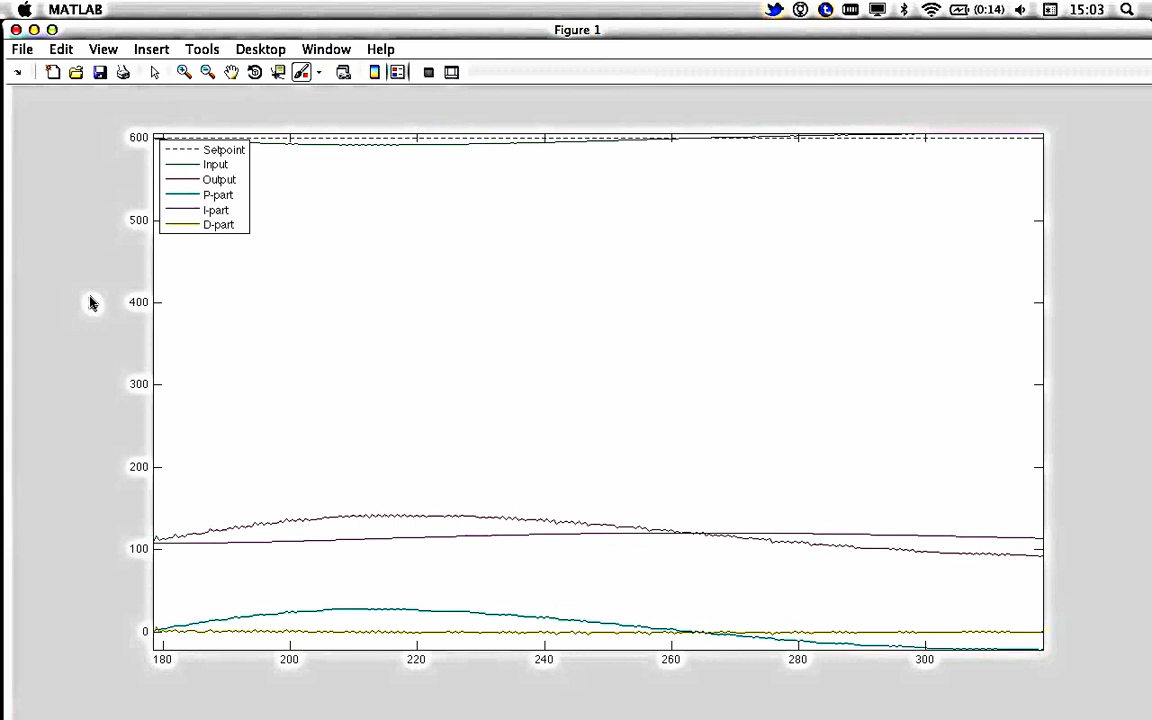 MATLAB (0:14) 15:03
Figure 1
File Edit View Insert Tools Desktop Window Help
600
Setpoint
Input
Output
P-part
I-part
D-part
500
400
300
200
100
0
180 200 220 240 260 280 300